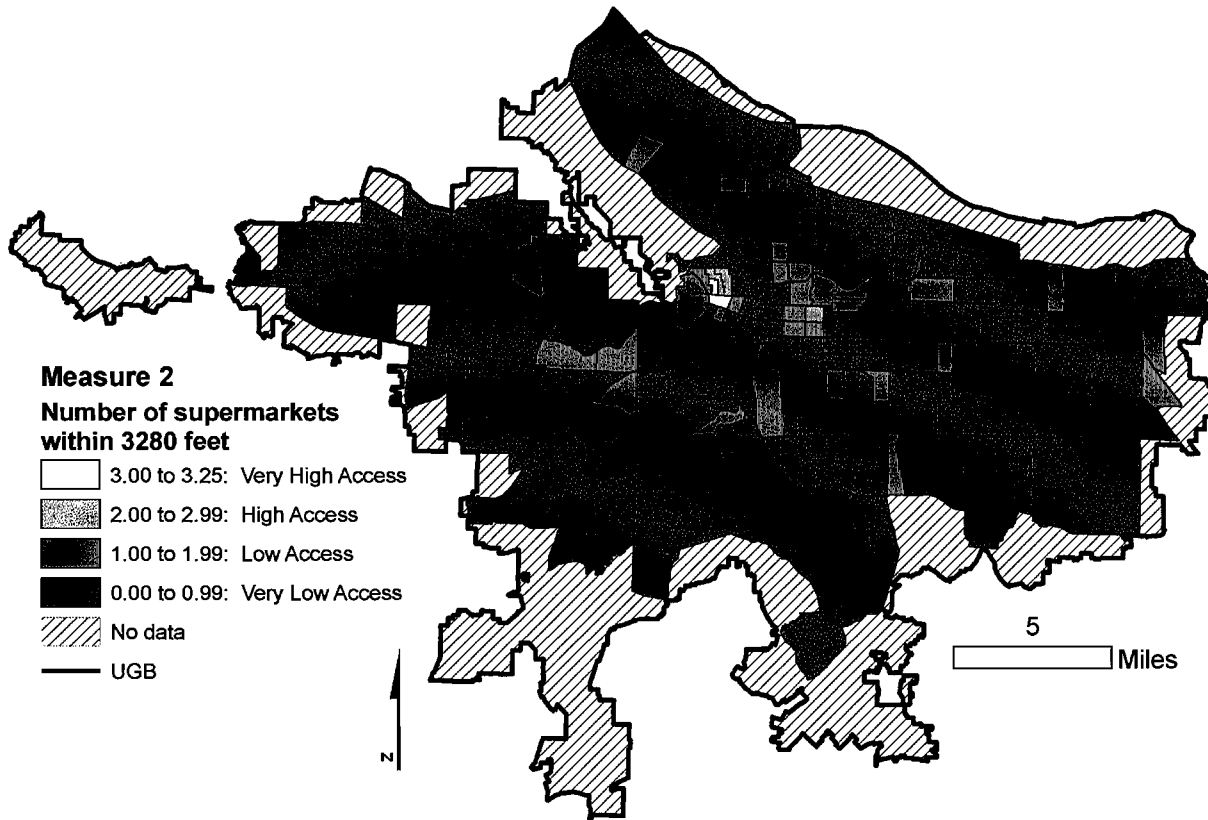 Measure 2
Number of supermarkets
within 3280 feet
3.00 to 3.25: Very High Access
2.00 to 2.99: High Access
1.00 to 1.99: Low Access
0.00 to 0.99: Very Low Access
No data
UGB
N
5
Miles